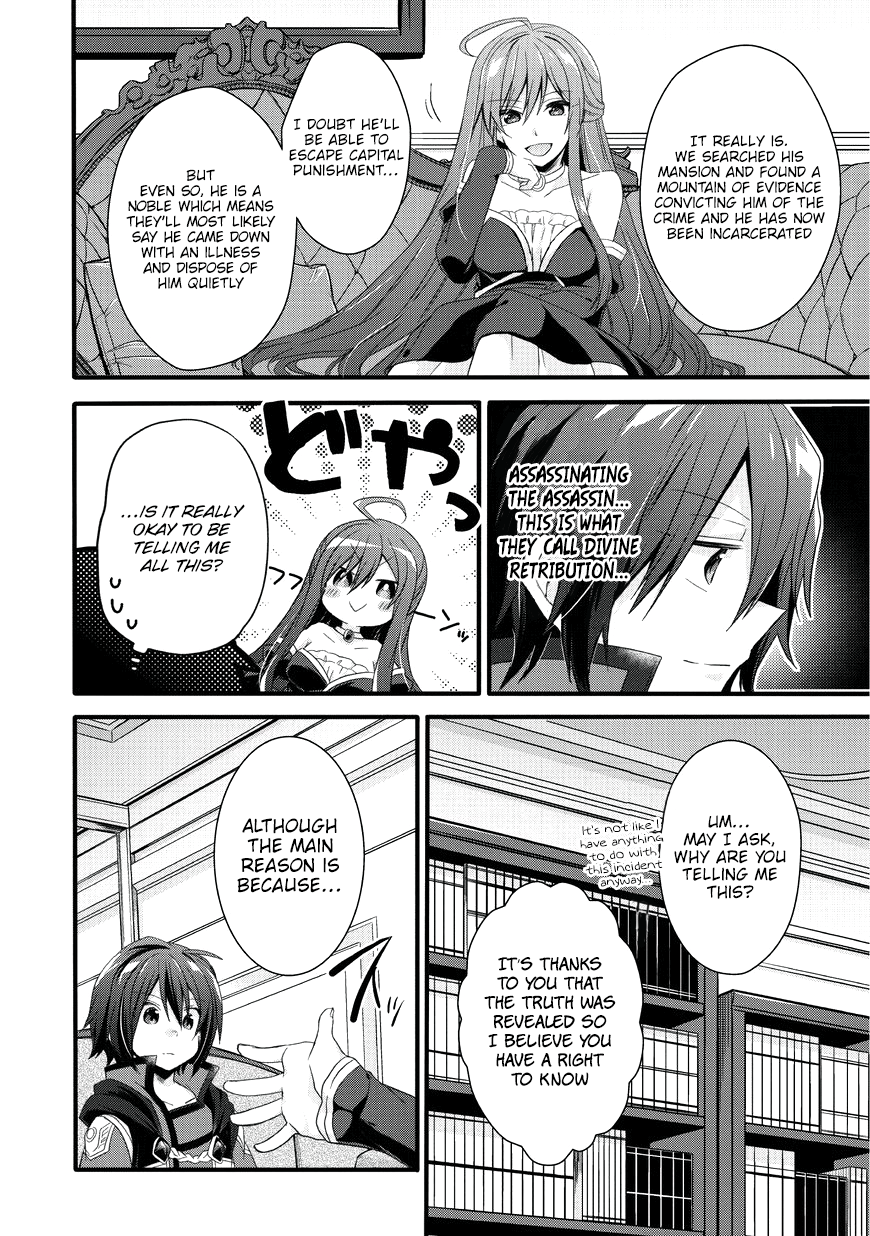 IT REALLY IS.
WE SEARCHED HIS
MANSION AND FOUND A
MOUNTAIN OF EVIDENCE
CONVICTING HIM OF THE
CRIME AND HE HAS NOW
BEEN INCARCERATED
I DOUBT HE'LL
BE ABLE TO
ESCAPE CAPITAL
PUNISHMENT...
BUT
EVEN SO, HE IS A
NOBLE WHICH MEANS
THEY'LL MOST LIKELY
SAY HE CAME DOWN
WITH AN ILLNESS
AND DISPOSE OF
HIM QUIETLY
ASSASSINATING
THE ASSASSIN...
THIS IS WHAT
THEY CALL DIVINE
RETRIBUTION...
どやっ
...IS IT REALLY
OKAY TO BE
TELLING ME
ALL THIS?
UM...
MAY I ASK,
WHY ARE YOU
TELLING ME
THIS?
It's not like I
have anything
to do with
this incident
anyway...
IT'S THANKS
TO YOU THAT
THE TRUTH WAS
REVEALED SO
I BELIEVE YOU
HAVE A RIGHT
TO KNOW
ALTHOUGH
THE MAIN
REASON IS
BECAUSE...